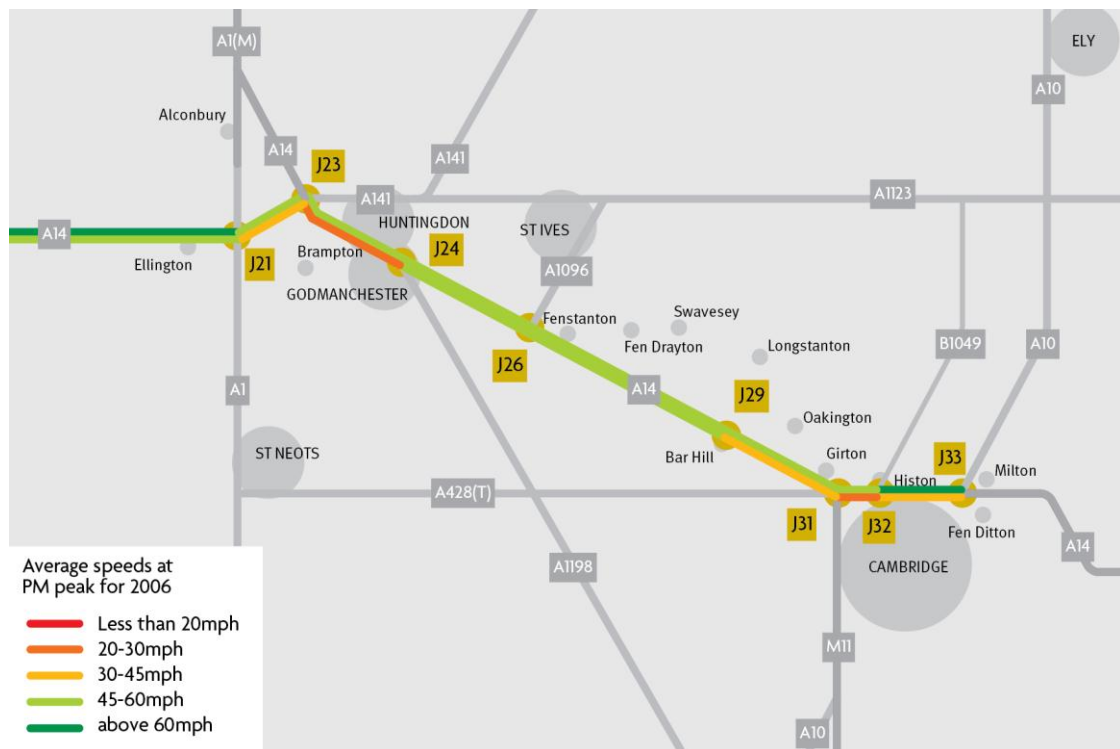 A1(M)
ELY
A10
Alconbury
A14
J23
A141
A141
A1123
HUNTINGDON
ST IVES
A14
J24
Ellington
J21
Brampton
A1096
GODMANCHESTER
Fenstanton
Swavesey
Fen Drayton
Longstanton
B1049
A10
J26
A14
J29
A1
Oakington
Bar Hill
Girton
J33
ST NEOTS
Histon
Milton
A428(T)
J31
J32
Fen Ditton
A14
A1198
CAMBRIDGE
M11
A10
Average speeds at
PM peak for 2006
Less than 20mph
20-30mph
30-45mph
45-60mph
above 60mph